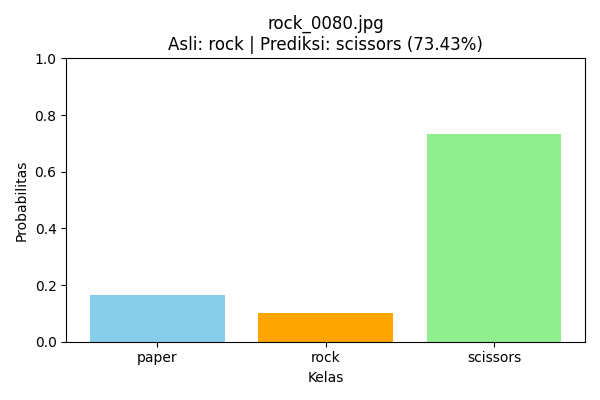 rock_0080.jpg
Asli: rock | Prediksi: scissors (73.43%)
1.0
0.8
0.6
0.4
0.2
0.0
Probabilitas
paper
rock
scissors
Kelas